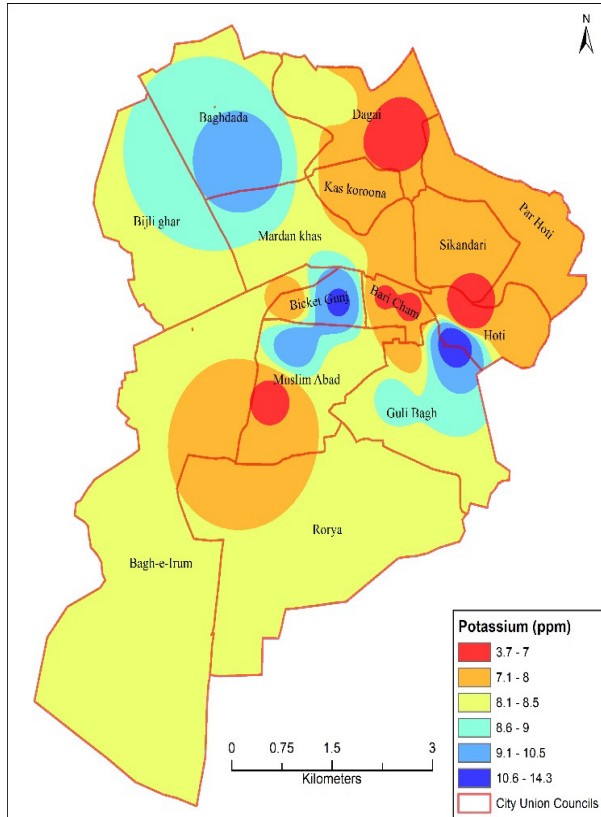 N
Baghdada
Dagai
Kas koroona
Par Hoti
Bijli ghar
Mardan khas
Sikandari
Bicket Gunj
Bari Cham
Hoti
Muslim Abad
Guli Bagh
Rorya
Bagh-e-Irum
Potassium (ppm)
3.7 - 7
7.1 - 8
8.1 - 8.5
8.6 - 9
9.1 - 10.5
10.6 - 14.3
City Union Councils
0 0.75 1.5 3
Kilometers